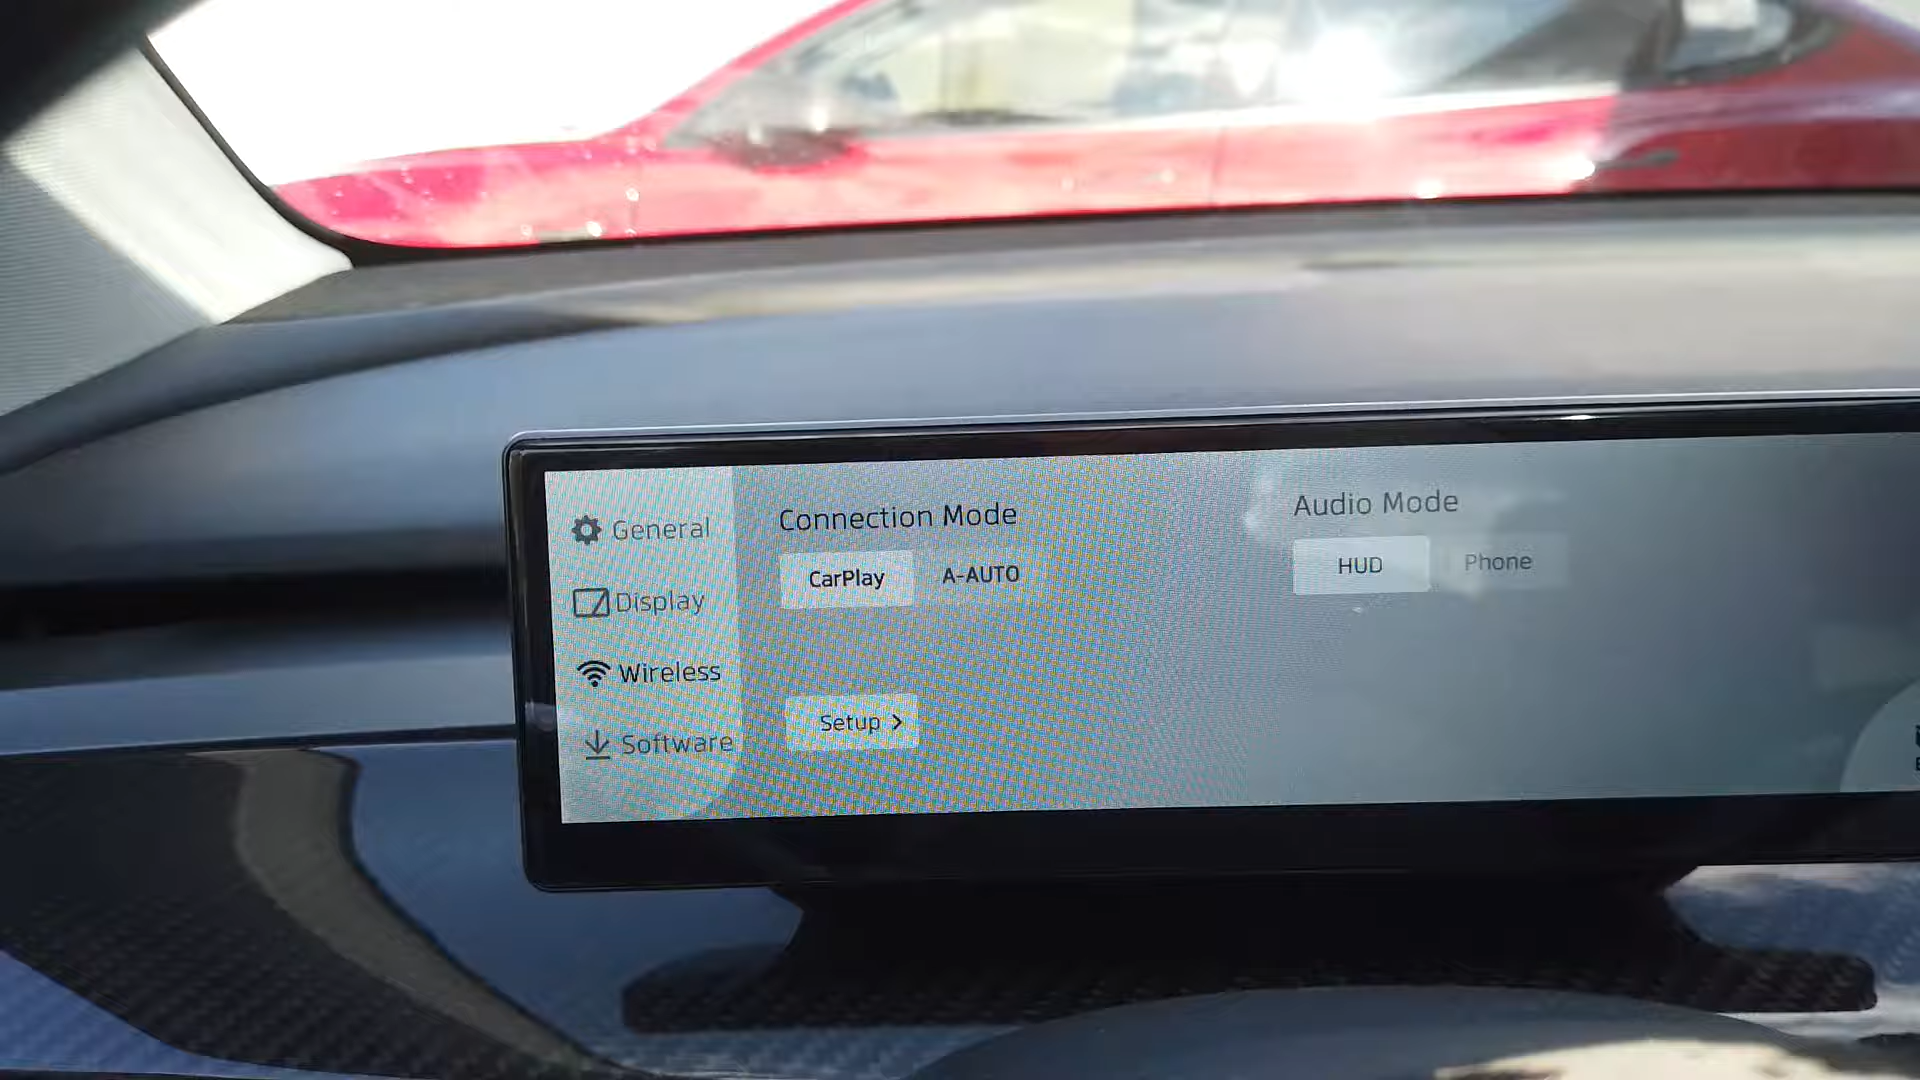 General
Display
Wireless
Software
Connection Mode
CarPlay
A-AUTO
Setup >
Audio Mode
HUD
Phone